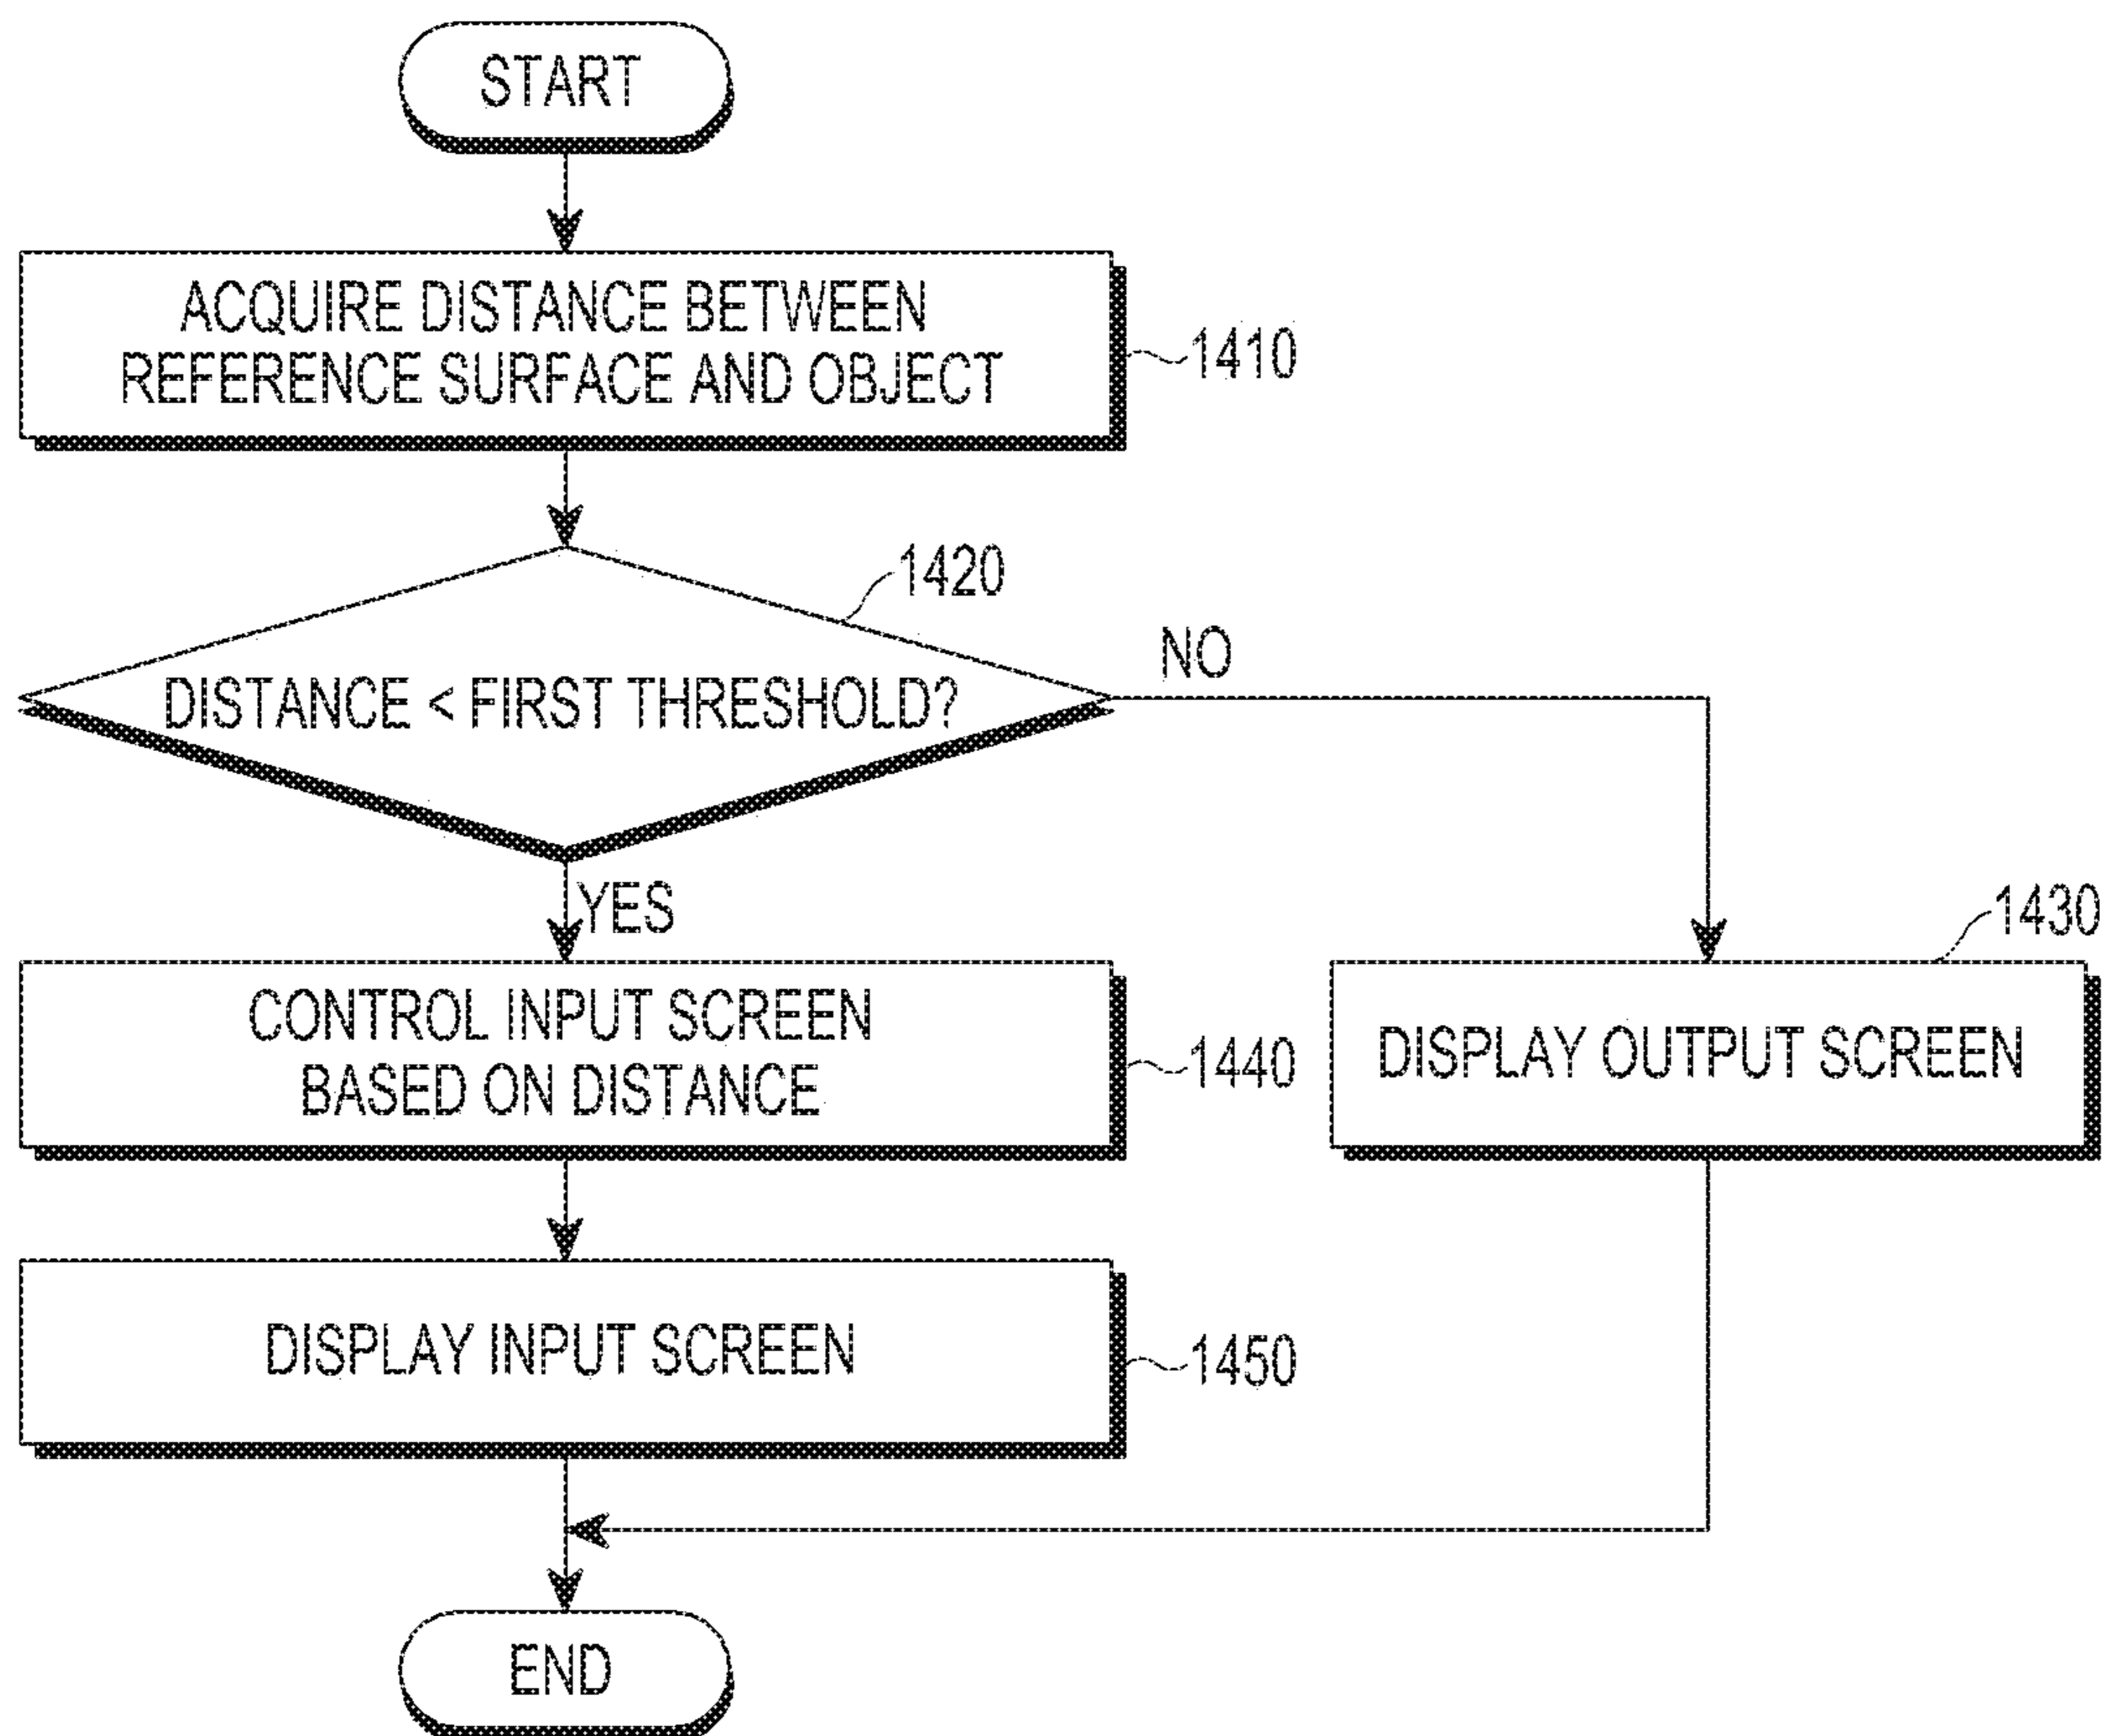 START
ACQUIRE DISTANCE BETWEEN
REFERENCE SURFACE AND OBJECT
1410
1420
DISTANCE < FIRST THRESHOLD?
NO
YES
1430
CONTROL INPUT SCREEN
BASED ON DISTANCE
1440
DISPLAY OUTPUT SCREEN
DISPLAY INPUT SCREEN
1450
END